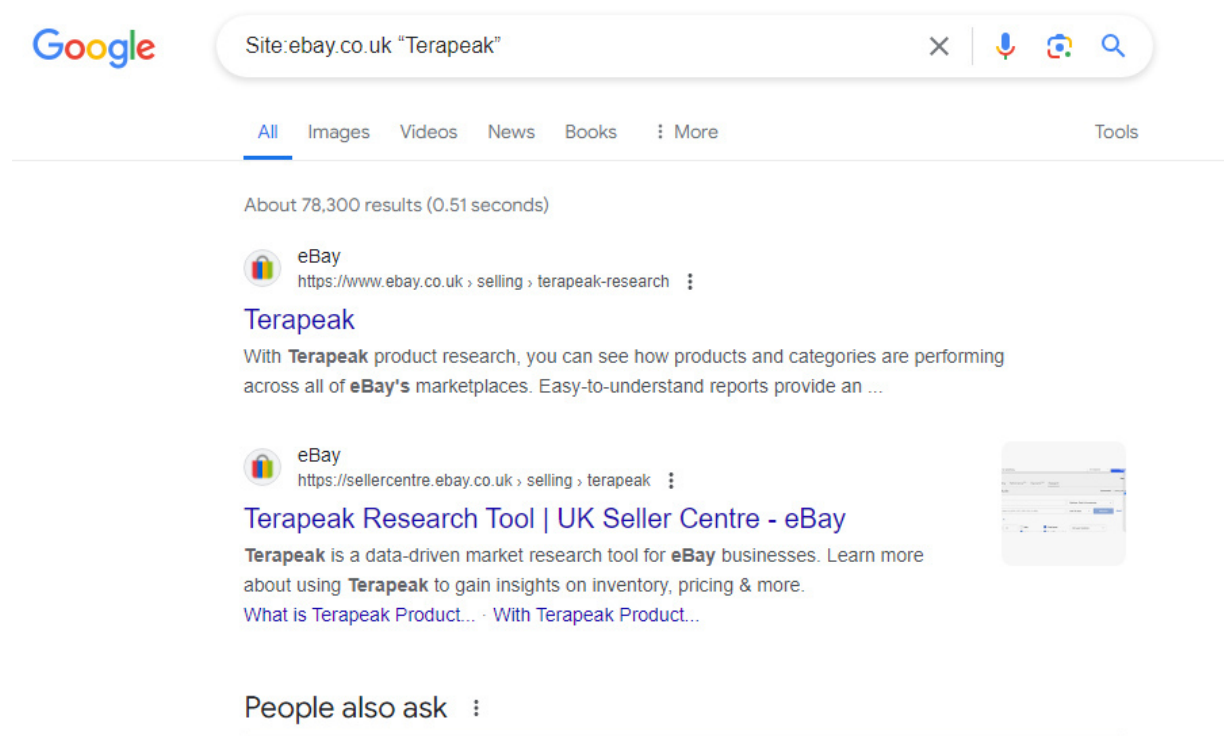 Google
Site:ebay.co.uk “Terapeak”
All Images Videos News Books More Tools
About 78,300 results (0.51 seconds)
eBay
https://www.ebay.co.uk › selling › terapeak-research
Terapeak
With Terapeak product research, you can see how products and categories are performing
across all of eBay's marketplaces. Easy-to-understand reports provide an ...
eBay
https://sellercentre.ebay.co.uk › selling › terapeak
Terapeak Research Tool | UK Seller Centre - eBay
Terapeak is a data-driven market research tool for eBay businesses. Learn more
about using Terapeak to gain insights on inventory, pricing & more.
What is Terapeak Product... · With Terapeak Product...
People also ask